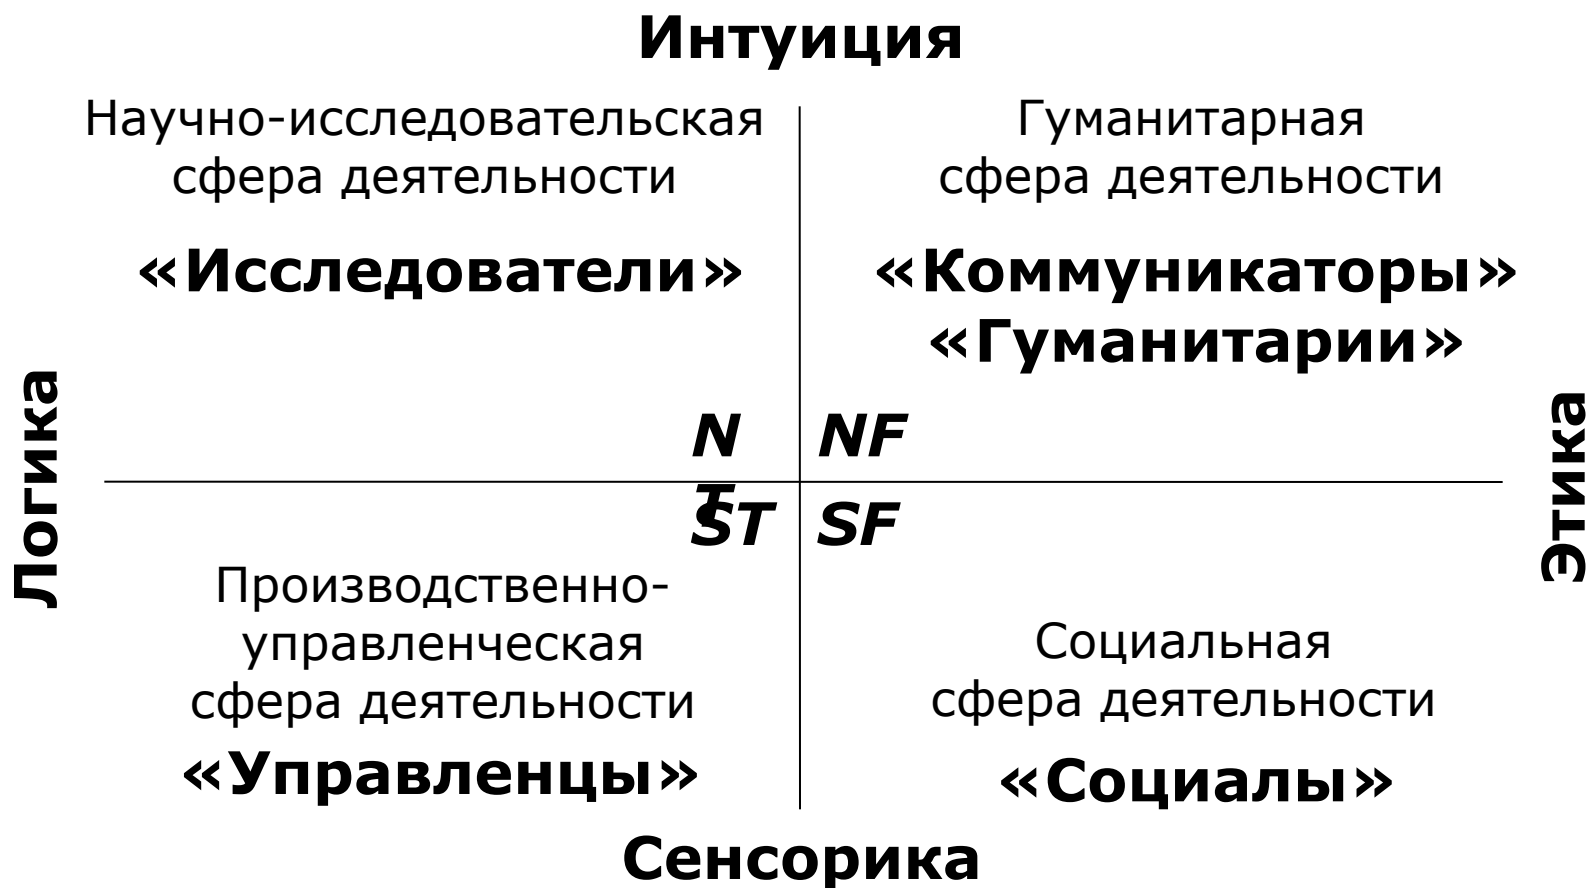 Интуиция
Научно-исследовательская
сфера деятельности
«Исследователи»
Гуманитарная
сфера деятельности
«Коммуникаторы»
«Гуманитарии»
Логика
N
T
NF
Этика
ST
SF
Производственно-
управленческая
сфера деятельности
«Управленцы»
Социальная
сфера деятельности
«Социалы»
Сенсорика